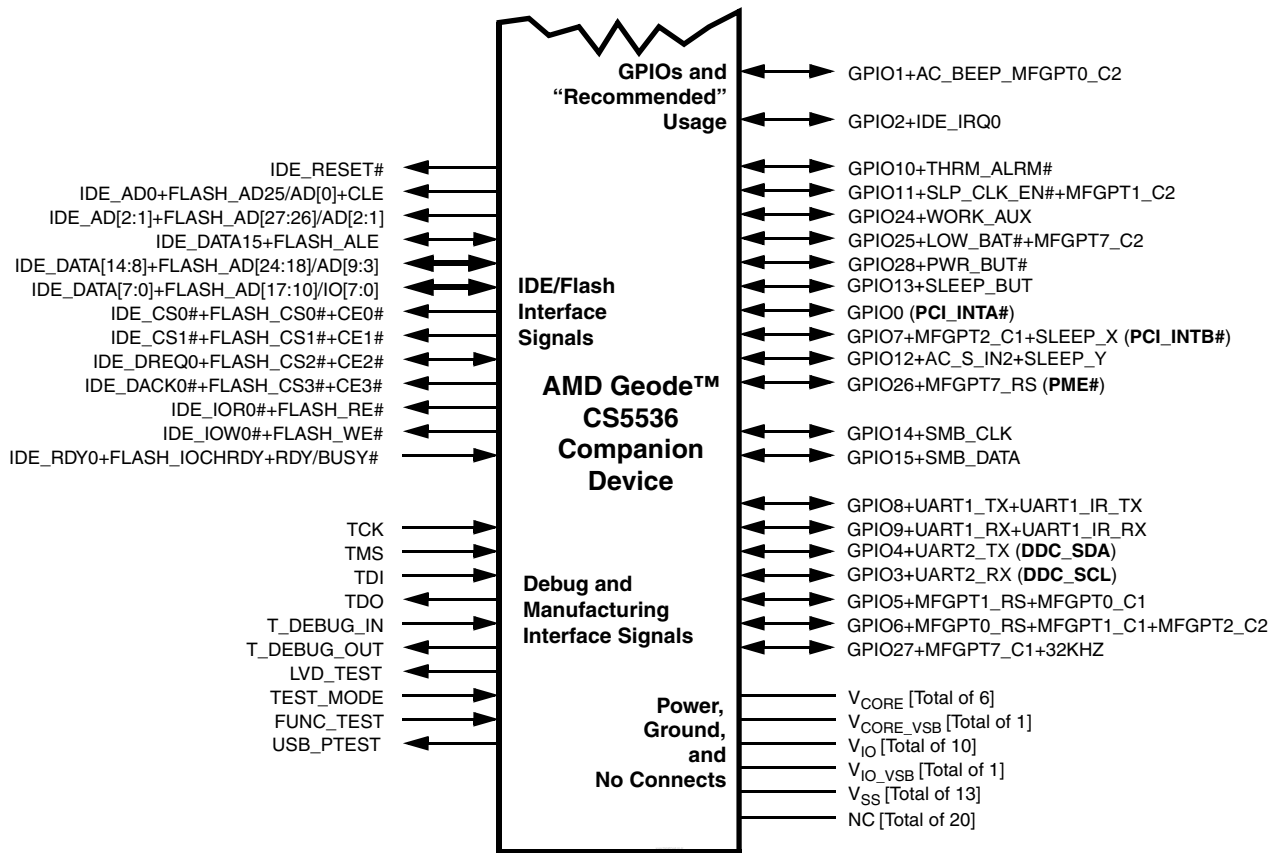 GPIOs and
“Recommended”
Usage
GPIO1+AC_BEEP_MFGPT0_C2
GPIO2+IDE_IRQ0
IDE_RESET#
IDE_AD0+FLASH_AD25/AD[0]+CLE
IDE_AD[2:1]+FLASH_AD[27:26]/AD[2:1]
IDE_DATA15+FLASH_ALE
IDE_DATA[14:8]+FLASH_AD[24:18]/AD[9:3]
IDE_DATA[7:0]+FLASH_AD[17:10]/IO[7:0]
IDE_CS0#+FLASH_CS0#+CE0#
IDE_CS1#+FLASH_CS1#+CE1#
IDE_DREQ0+FLASH_CS2#+CE2#
IDE_DACK0#+FLASH_CS3#+CE3#
IDE_IOR0#+FLASH_RE#
IDE_IOW0#+FLASH_WE#
IDE_RDY0+FLASH_IOCHRDY+RDY/BUSY#
IDE/Flash
Interface
Signals
GPIO10+THRM_ALRM#
GPIO11+SLP_CLK_EN#+MFGPT1_C2
GPIO24+WORK_AUX
GPIO25+LOW_BAT#+MFGPT7_C2
GPIO28+PWR_BUT#
GPIO13+SLEEP_BUT
GPIO0 (PCI_INTA#)
GPIO7+MFGPT2_C1+SLEEP_X (PCI_INTB#)
GPIO12+AC_S_IN2+SLEEP_Y
GPIO26+MFGPT7_RS (PME#)
GPIO14+SMB_CLK
GPIO15+SMB_DATA
AMD Geode™
CS5536
Companion
Device
GPIO8+UART1_TX+UART1_IR_TX
GPIO9+UART1_RX+UART1_IR_RX
GPIO4+UART2_TX (DDC_SDA)
GPIO3+UART2_RX (DDC_SCL)
GPIO5+MFGPT1_RS+MFGPT0_C1
GPIO6+MFGPT0_RS+MFGPT1_C1+MFGPT2_C2
GPIO27+MFGPT7_C1+32KHZ
TCK
TMS
TDI
TDO
T_DEBUG_IN
T_DEBUG_OUT
LVD_TEST
TEST_MODE
FUNC_TEST
USB_PTEST
Debug and
Manufacturing
Interface Signals
Power,
Ground,
and
No Connects
VCORE [Total of 6]
VCORE_VSB [Total of 1]
VIO [Total of 10]
VIO_VSB [Total of 1]
VSS [Total of 13]
NC [Total of 20]